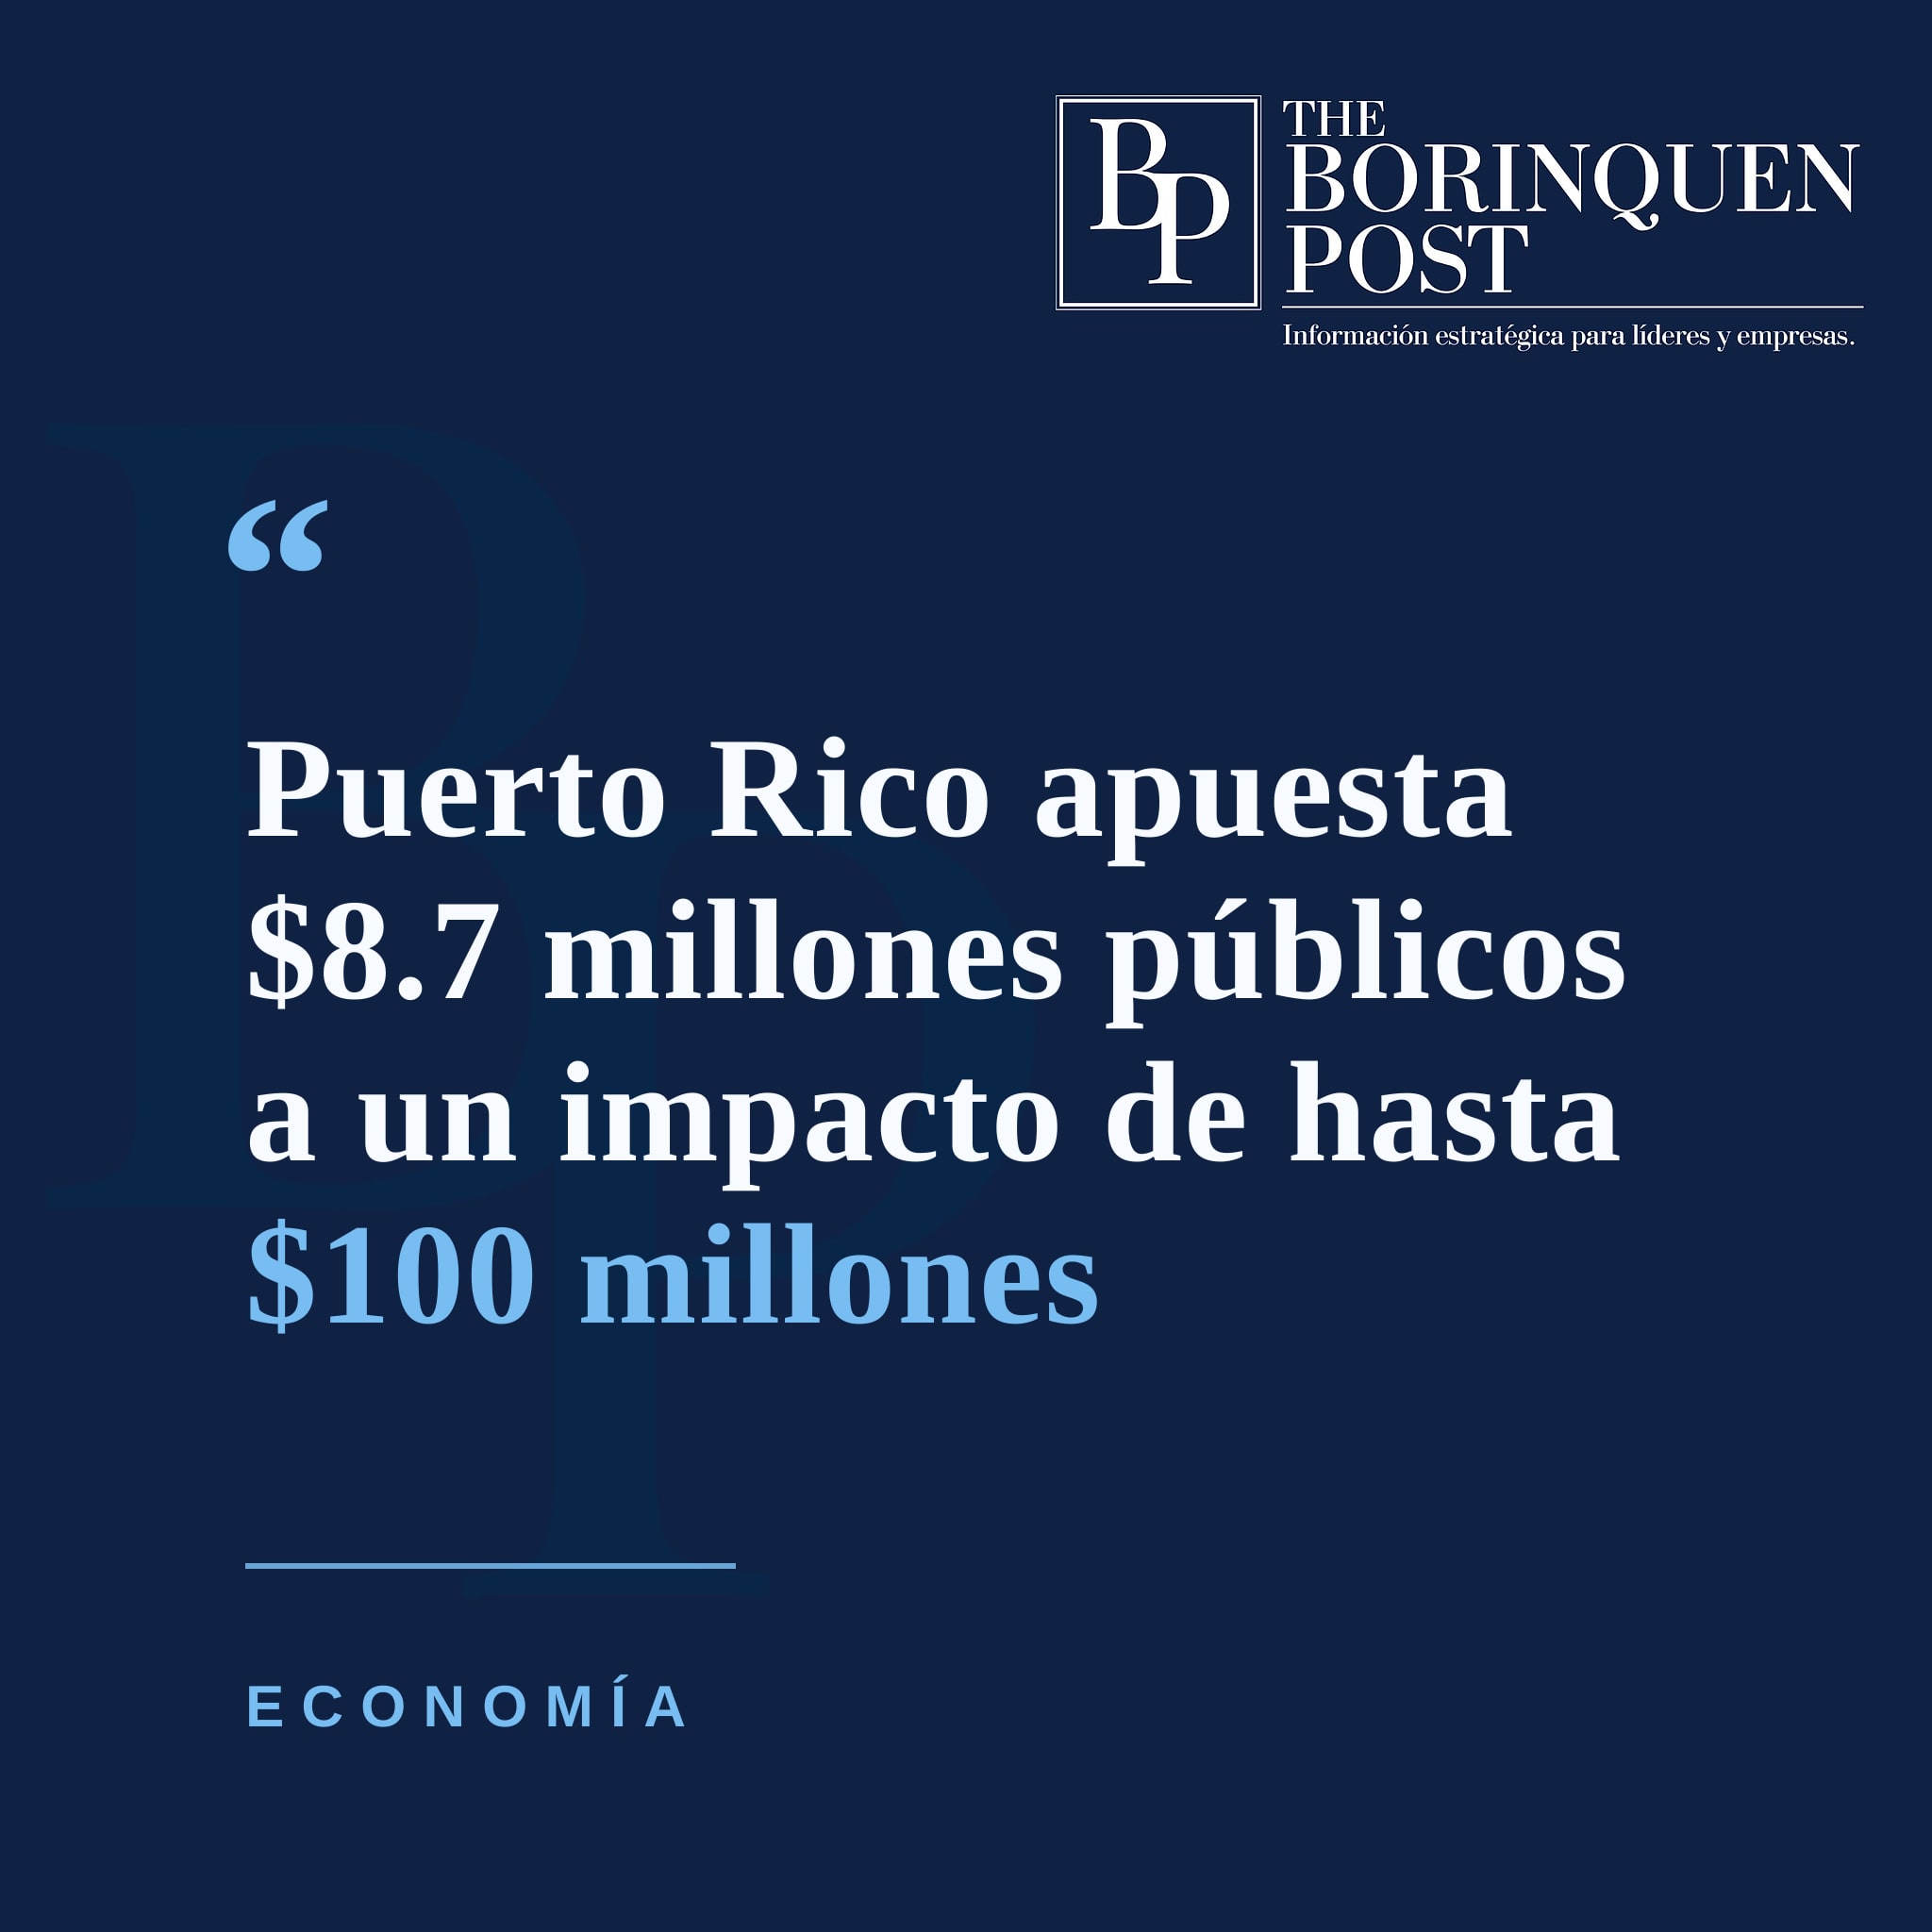 BP
THE
BORINQUEN
POST
Información estratégica para líderes y empresas.
“
Puerto Rico apuesta
$8.7 millones públicos
a un impacto de hasta
$100 millones
ECONOMÍA